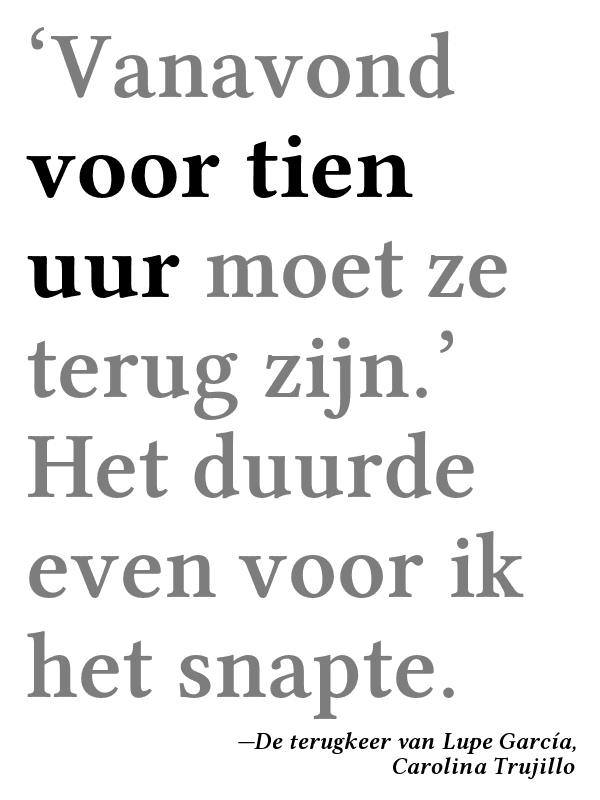 ‘Vanavond
voor tien
uur moet ze
terug zijn.’
Het duurde
even voor ik
het snapte.
—De terugkeer van Lupe García,
Carolina Trujillo